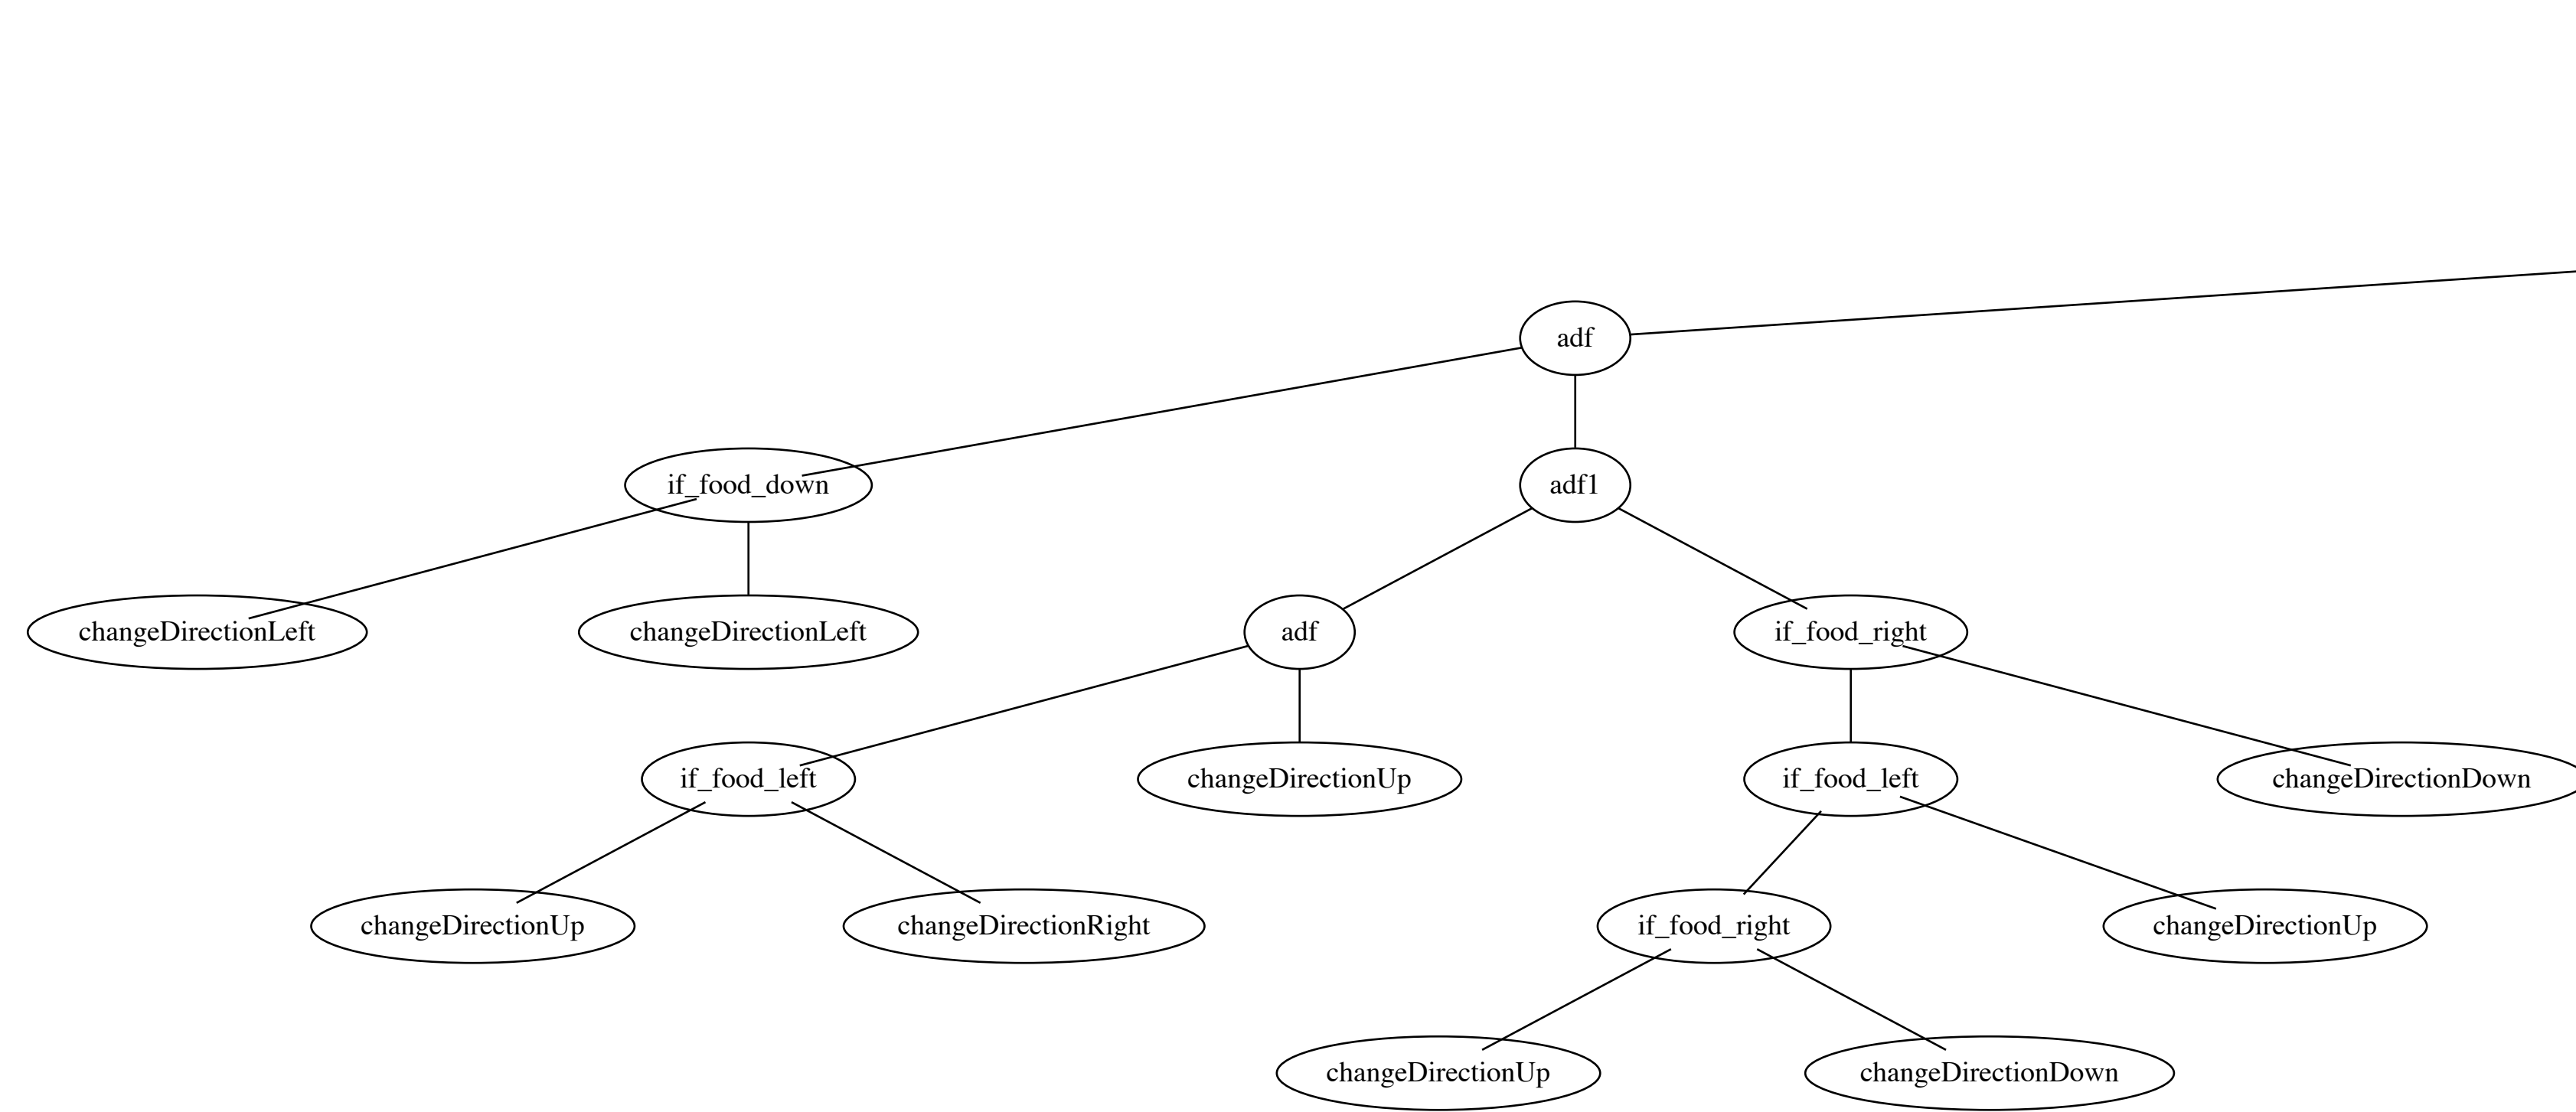 adf
if_food_down
adf1
changeDirectionLeft
changeDirectionLeft
adf
if_food_right
if_food_left
changeDirectionUp
if_food_left
changeDirectionDown
changeDirectionUp
changeDirectionRight
if_food_right
changeDirectionUp
changeDirectionUp
changeDirectionDown